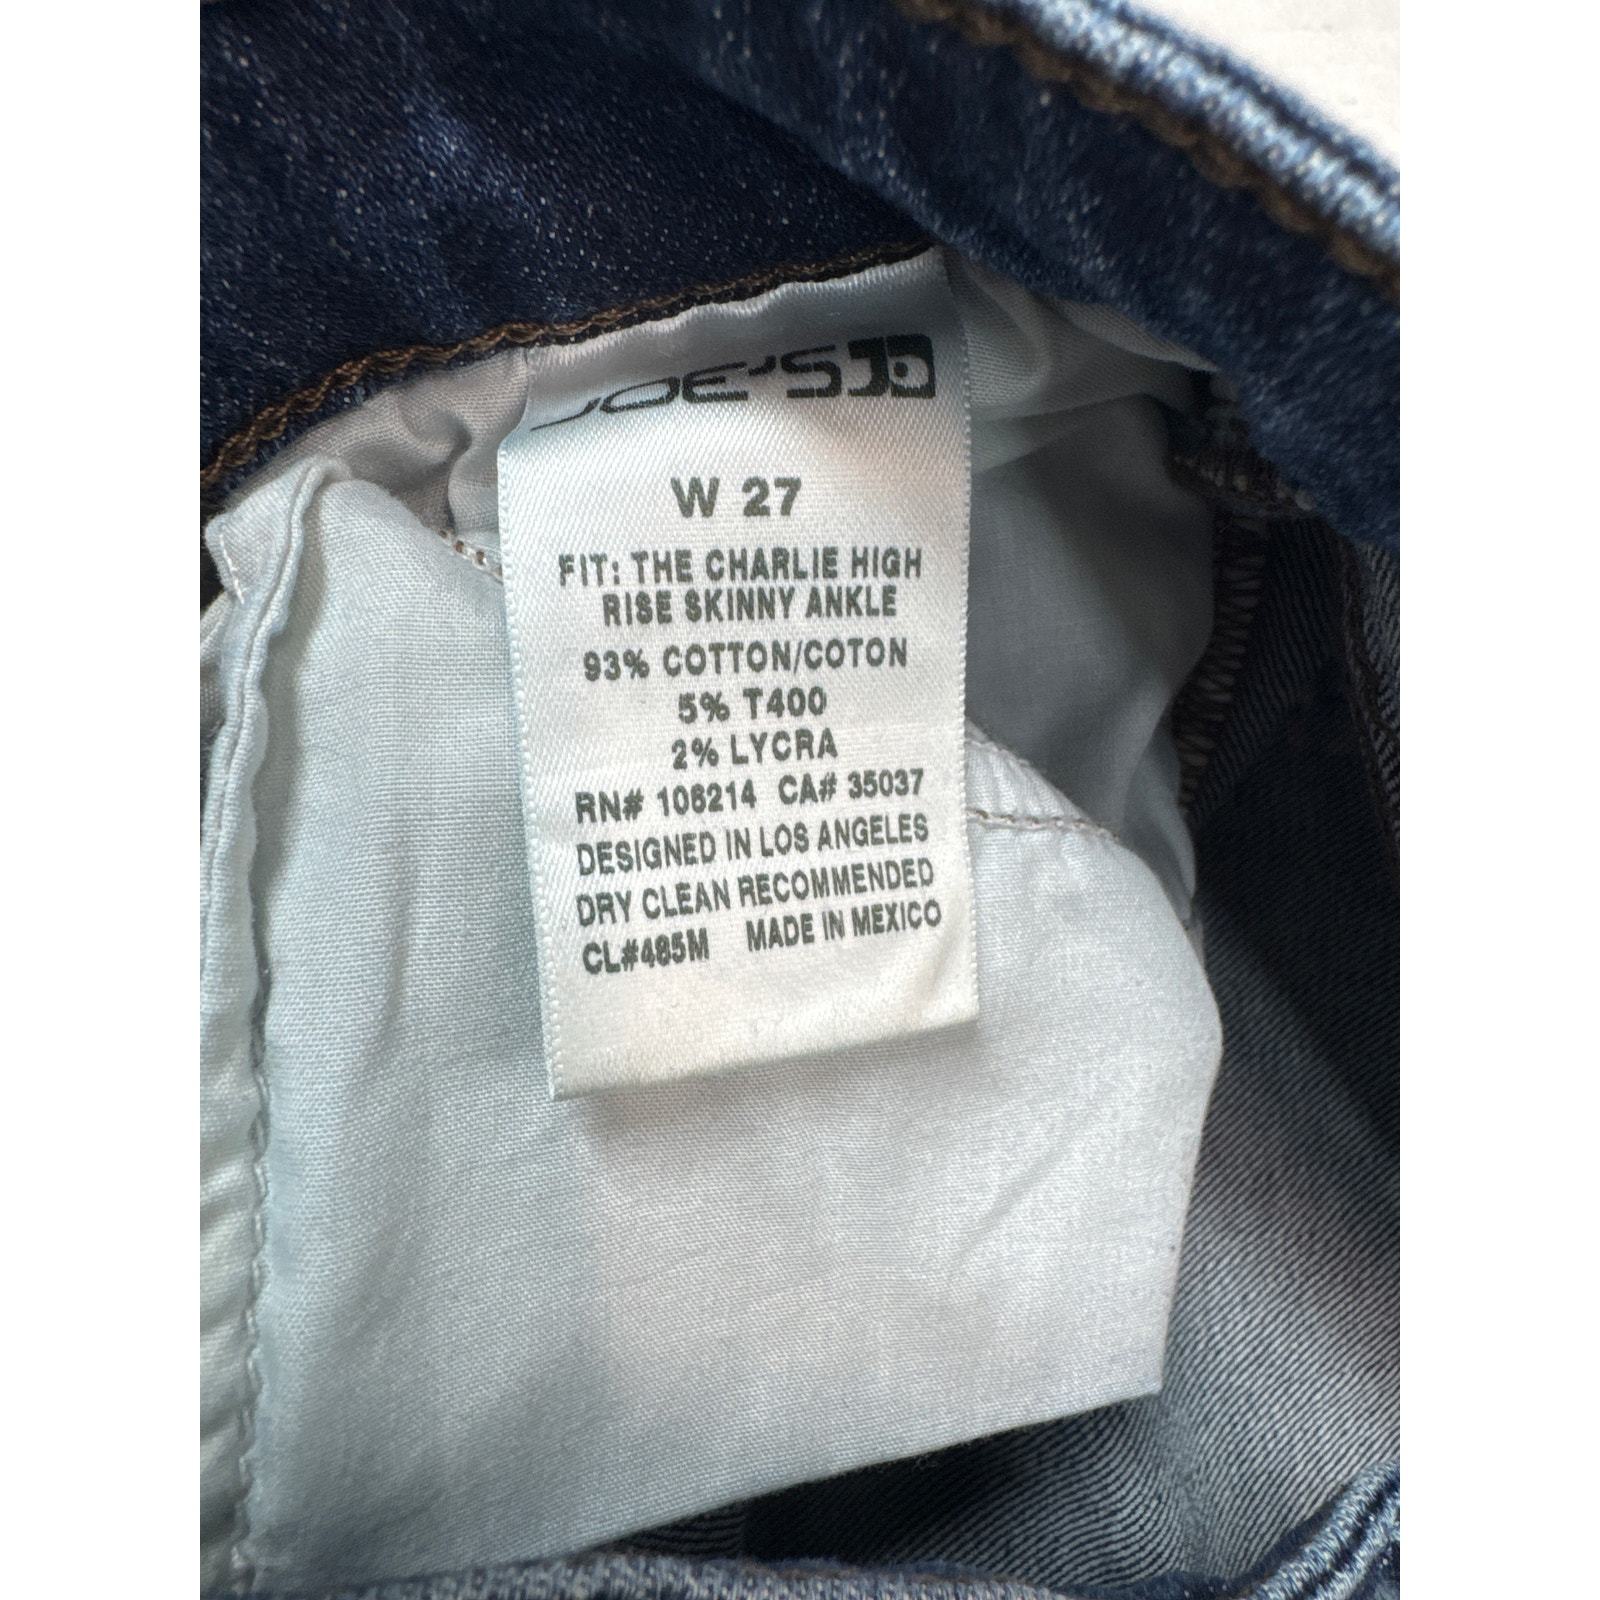 JOE'S
W 27
FIT: THE CHARLIE HIGH
RISE SKINNY ANKLE
93% COTTON/COTON
5% T400
2% LYCRA
RN# 106214 CA# 35037
DESIGNED IN LOS ANGELES
DRY CLEAN RECOMMENDED
CL#485M MADE IN MEXICO